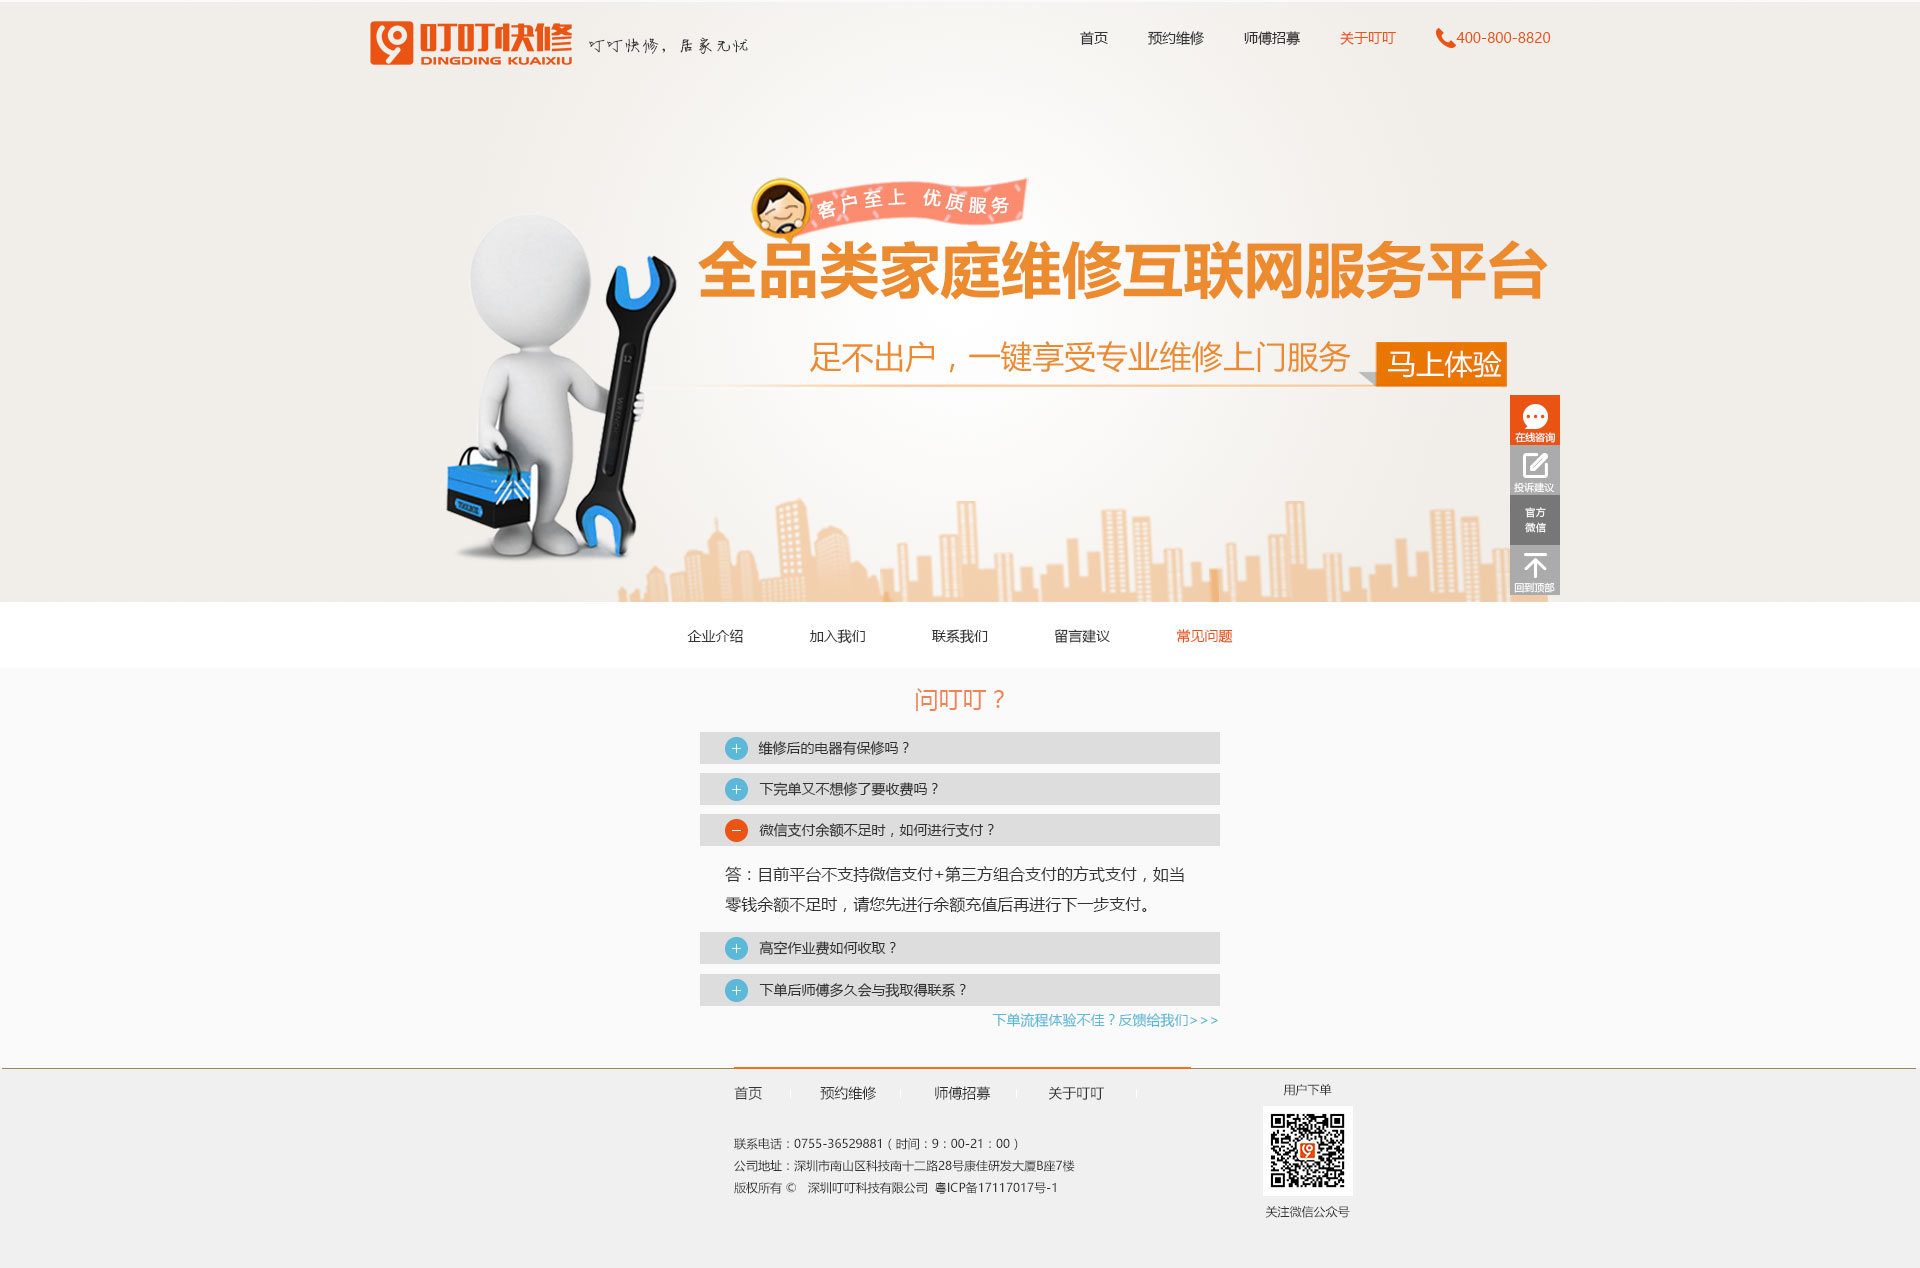 叮叮快修
DINGDING KUAIXIU
叮叮快修，居家无忧
首页 预约维修 师傅招募 关于叮叮 400-800-8820
客户至上 优质服务
全品类家庭维修互联网服务平台
足不出户，一键享受专业维修上门服务 马上体验
12
TOOLBOX
在线咨询
投诉建议
官方
微信
回到顶部
企业介绍 加入我们 联系我们 留言建议 常见问题
问叮叮？
维修后的电器有保修吗？
下完单又不想修了要收费吗？
微信支付余额不足时，如何进行支付？
答：目前平台不支持微信支付+第三方组合支付的方式支付，如当
零钱余额不足时，请您先进行余额充值后再进行下一步支付。
高空作业费如何收取？
下单后师傅多久会与我取得联系？
下单流程体验不佳？反馈给我们>>>
首页 预约维修 师傅招募 关于叮叮
用户下单
联系电话：0755-36529881（时间：9：00-21：00）
公司地址：深圳市南山区科技南十二路28号康佳研发大厦B座7楼
版权所有 © 深圳叮叮科技有限公司 粤ICP备17117017号-1
关注微信公众号